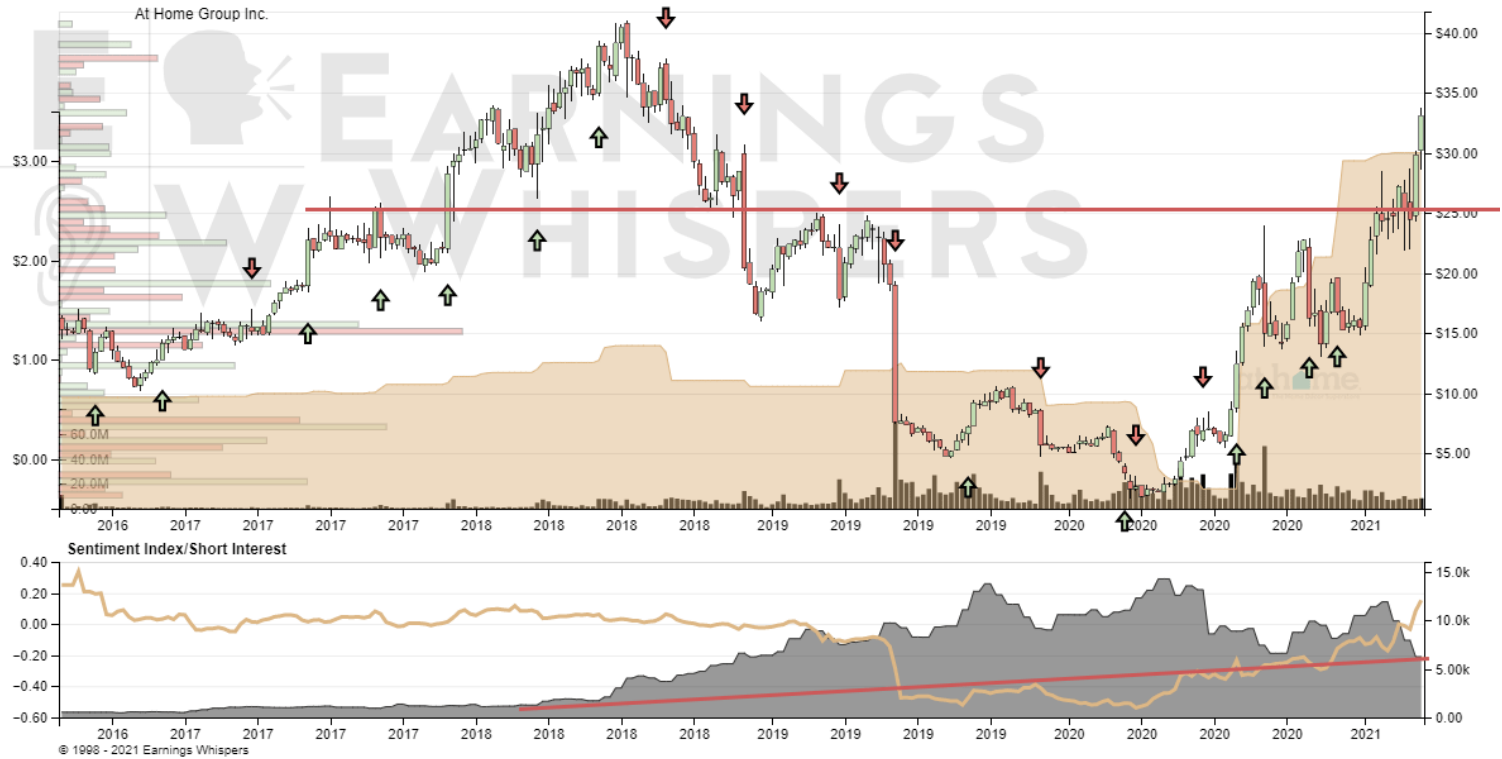 At Home Group Inc.
EARNINGS
WHISPERS
E
W
$3.00
$2.00
$1.00
$0.00
$40.00
$35.00
$30.00
$25.00
$20.00
$15.00
$10.00
$5.00
60.0M
40.0M
20.0M
0.00
at home
2016 2017 2017 2017 2017 2018 2018 2018 2018 2019 2019 2019 2019 2020 2020 2020 2020 2021
Sentiment Index/Short Interest
0.40
0.20
0.00
−0.20
−0.40
−0.60
15.0k
10.0k
5.00k
0.00
2016 2017 2017 2017 2017 2018 2018 2018 2018 2019 2019 2019 2019 2020 2020 2020 2020 2021
© 1998 - 2021 Earnings Whispers